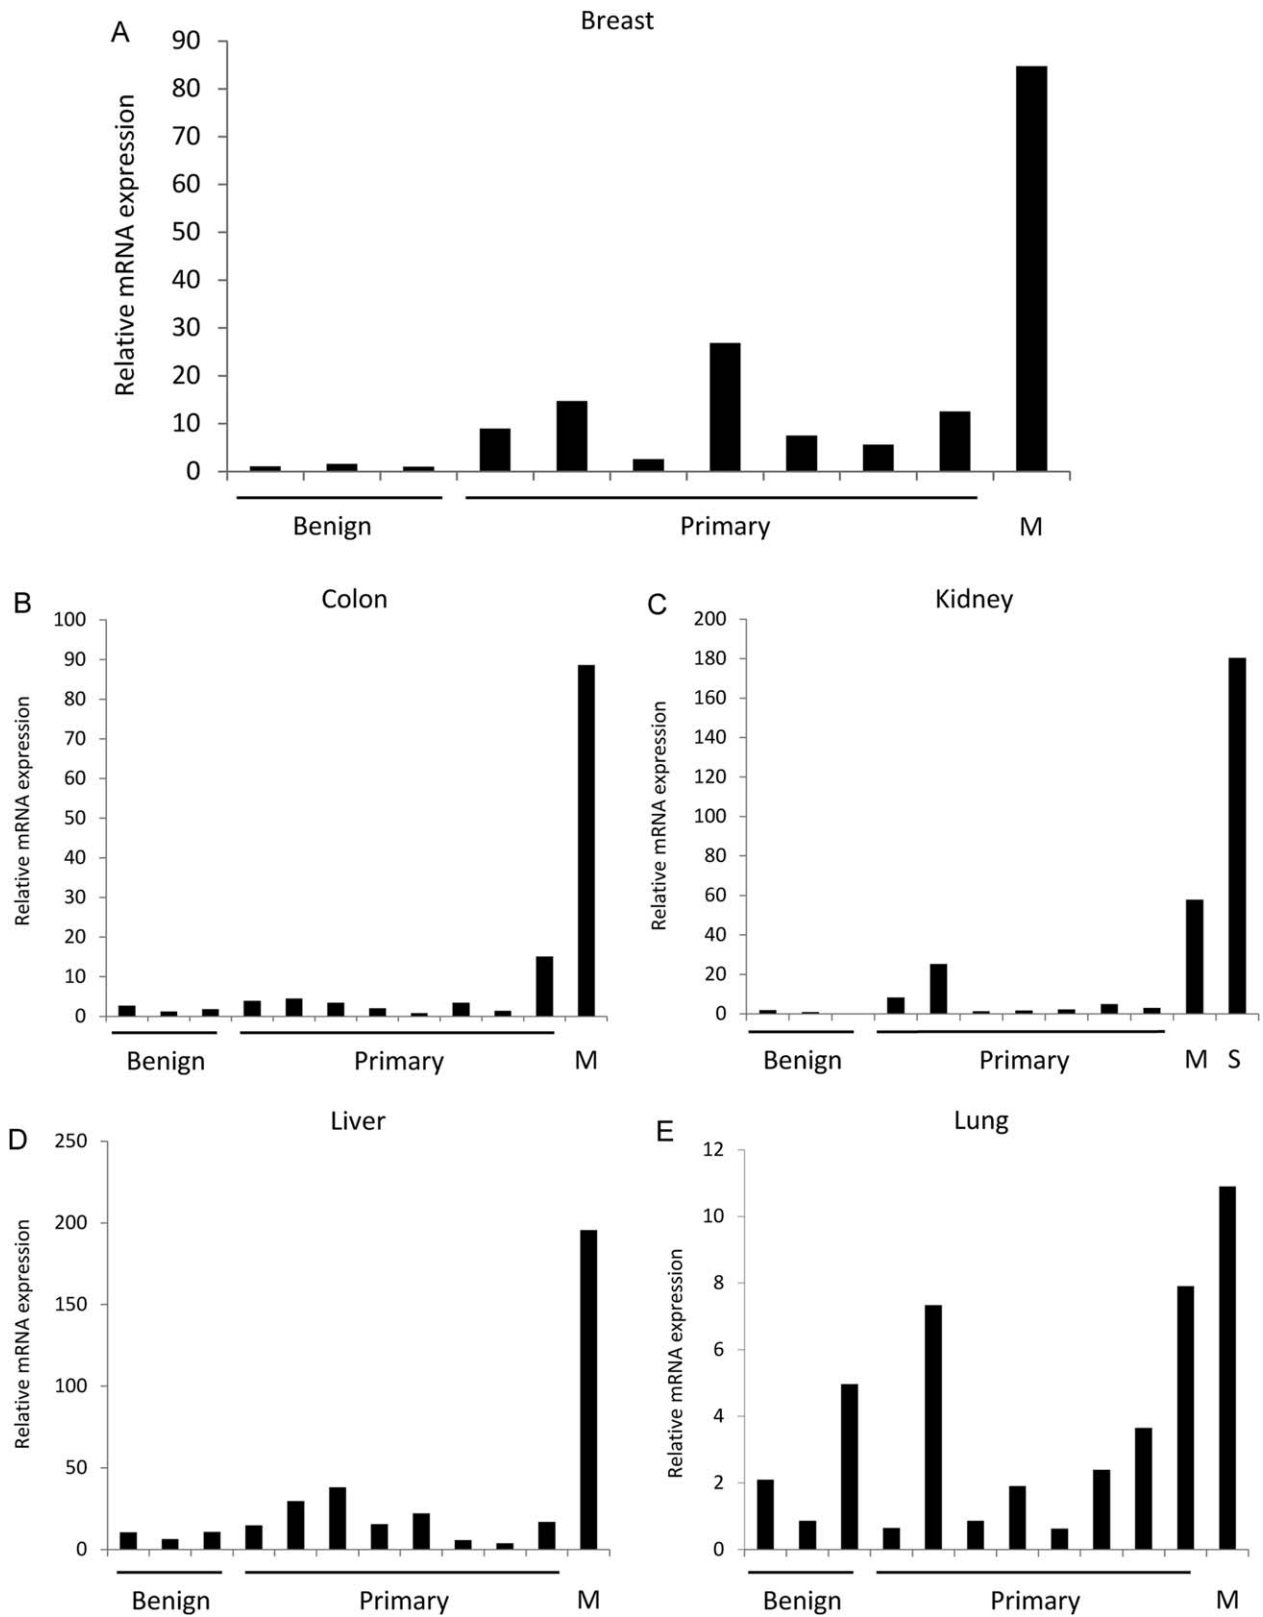 A
Breast
Relative mRNA expression
90
80
70
60
50
40
30
20
10
0
Benign
Primary
M
B
Colon
Relative mRNA expression
100
90
80
70
60
50
40
30
20
10
0
Benign
Primary
M
C
Kidney
Relative mRNA expression
200
180
160
140
120
100
80
60
40
20
0
Benign
Primary
M
S
D
Liver
Relative mRNA expression
250
200
150
100
50
0
Benign
Primary
M
E
Lung
Relative mRNA expression
12
10
8
6
4
2
0
Benign
Primary
M